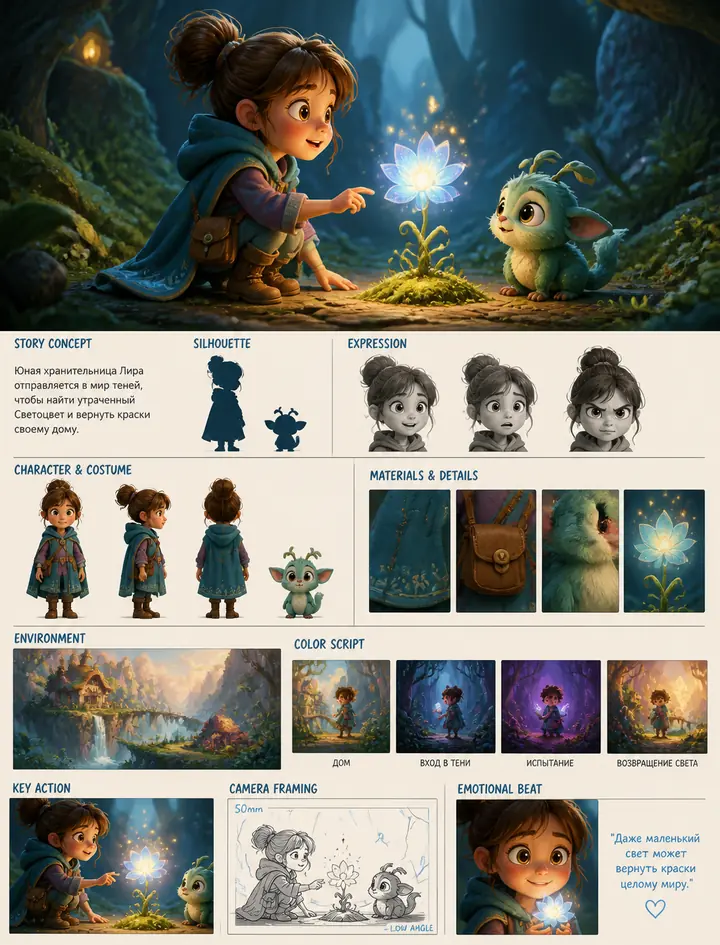 STORY CONCEPT
Юная хранительница Лира
отправляется в мир теней,
чтобы найти утраченный
Светоцвет и вернуть краски
своему дому.
SILHOUETTE
EXPRESSION
CHARACTER & COSTUME
MATERIALS & DETAILS
ENVIRONMENT
COLOR SCRIPT
ДОМ
ВХОД В ТЕНИ
ИСПЫТАНИЕ
ВОЗВРАЩЕНИЕ СВЕТА
KEY ACTION
CAMERA FRAMING
50mm
- LOW ANGLE
EMOTIONAL BEAT
"Даже маленький
свет может
вернуть краски
целому миру."